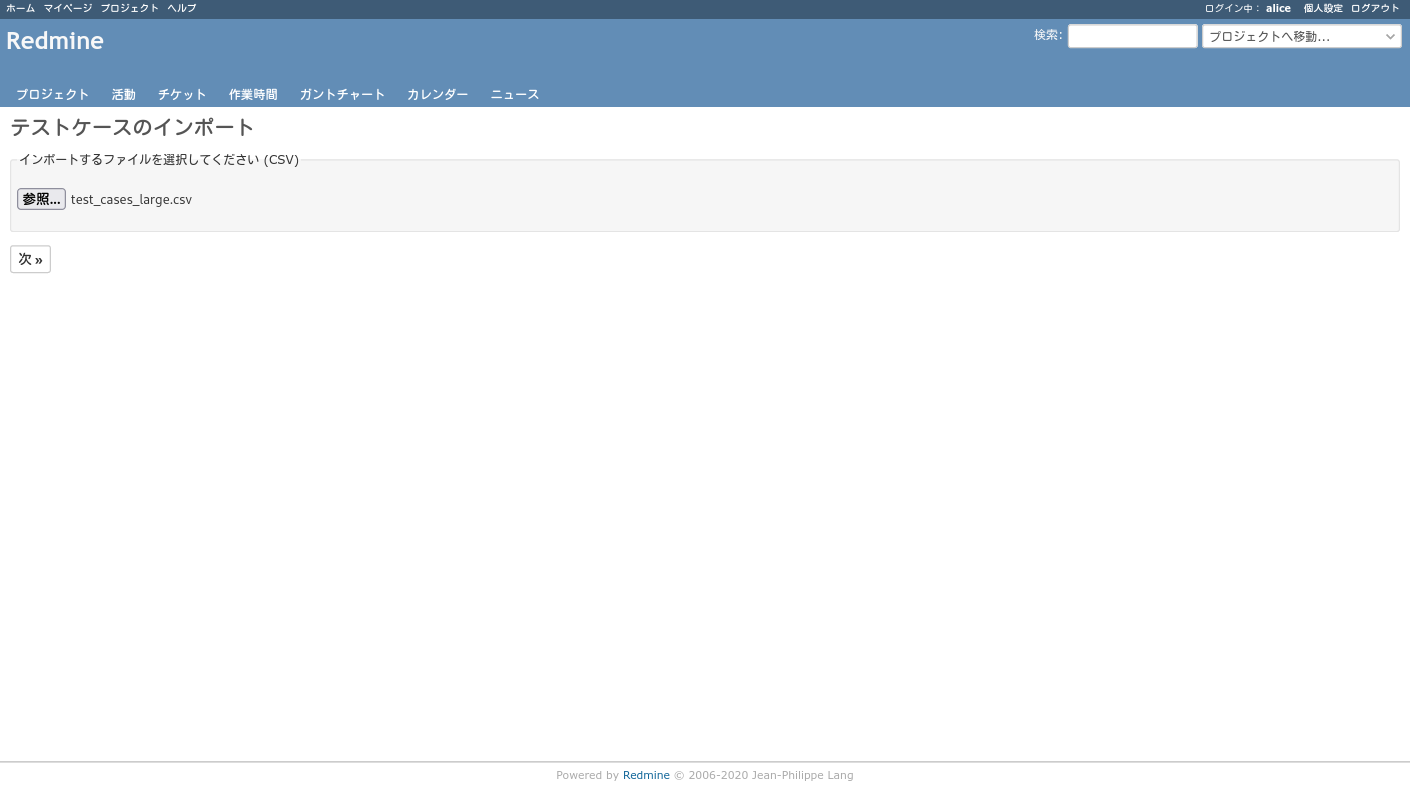 ホーム マイページ プロジェクト ヘルプ ログイン中： alice 個人設定 ログアウト
Redmine 検索: プロジェクトへ移動...
プロジェクト 活動 チケット 作業時間 ガントチャート カレンダー ニュース
テストケースのインポート
インポートするファイルを選択してください (CSV)
参照... test_cases_large.csv
次 »
Powered by Redmine © 2006-2020 Jean-Philippe Lang